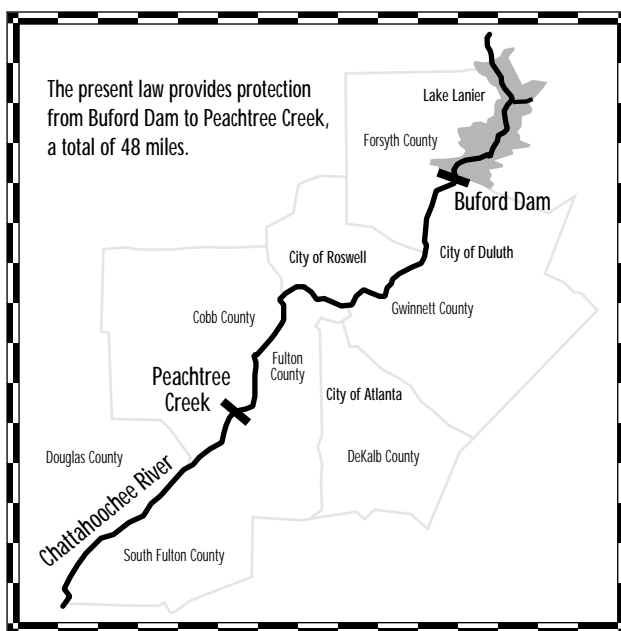 The present law provides protection
from Buford Dam to Peachtree Creek,
a total of 48 miles.
Lake Lanier
Forsyth County
Buford Dam
City of Roswell
City of Duluth
Gwinnett County
Cobb County
Fulton
County
Peachtree
Creek
City of Atlanta
Douglas County
DeKalb County
Chattahoochee River
South Fulton County